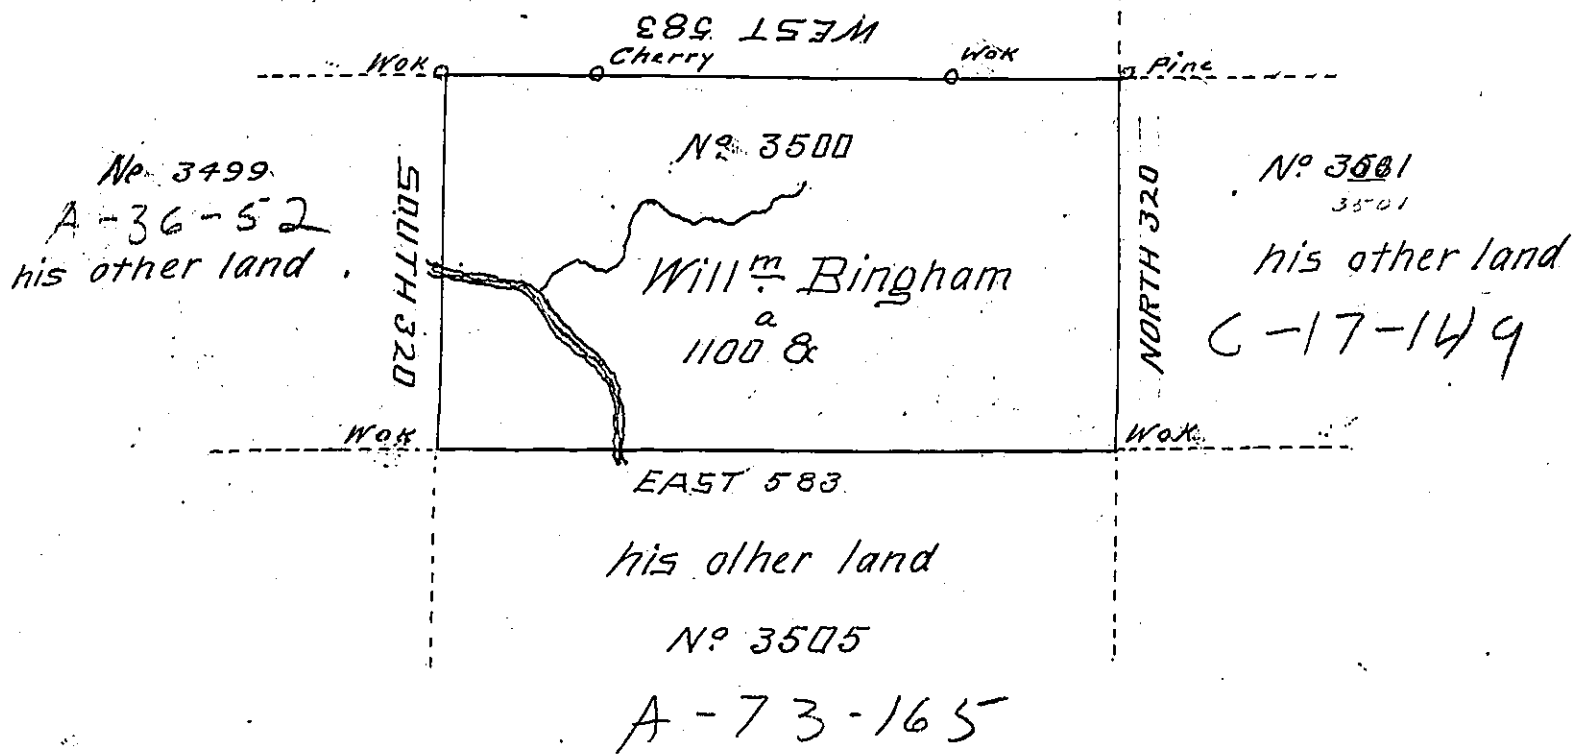 WEST 583
Wok
Cherry
Wok
Pine
Nº 3500
No 3499
A-36-52
his other land
SOUTH 320
Will m Bingham
a
1100 &
NORTH 320
Nº
3501
his other land
C-17-149
Wok
Wok
EAST 583
his other land
Nº 3505
A-73-165